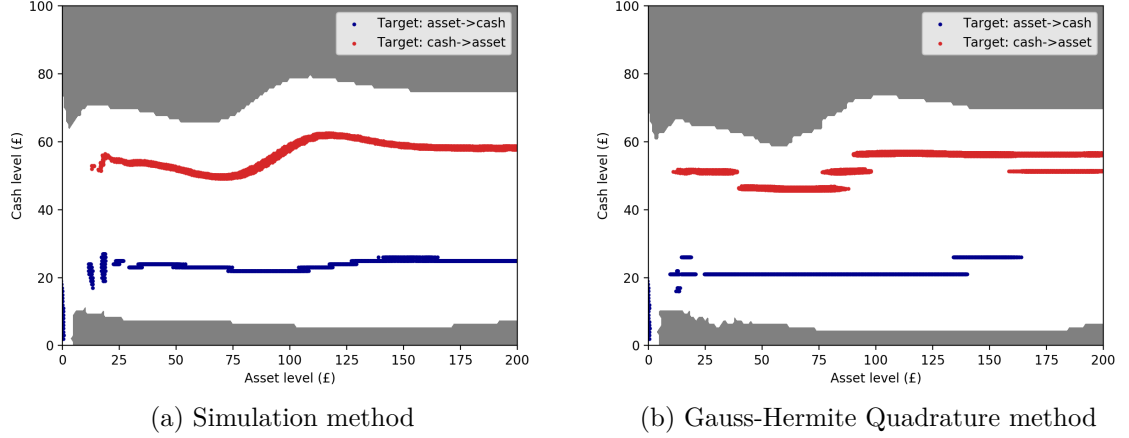 100
80
60
40
20
0
Cash level (£)
0 25 50 75 100 125 150 175 200
Asset level (£)
Target: asset->cash
Target: cash->asset
(a) Simulation method
100
80
60
40
20
0
Cash level (£)
0 25 50 75 100 125 150 175 200
Asset level (£)
Target: asset->cash
Target: cash->asset
(b) Gauss-Hermite Quadrature method